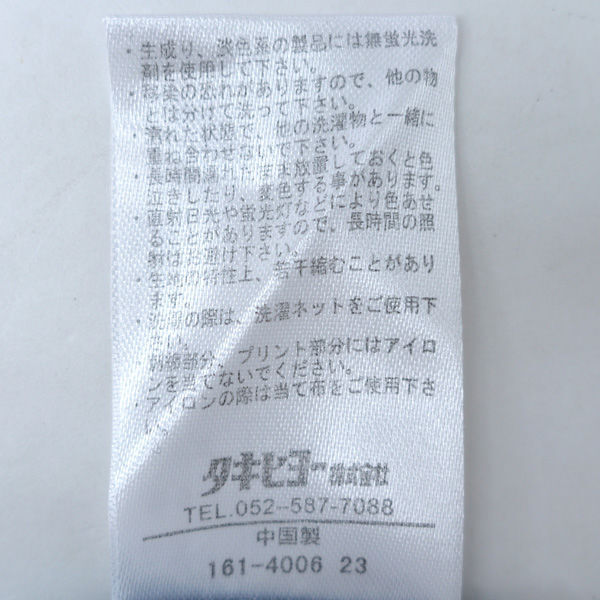 ・生成り、淡色系の製品には無蛍光洗
剤を使用して下さい。
・移染の恐れがありますので、他の物
とはわけて洗って下さい。
・濡れた状態で、他の洗濯物と一緒に
重ね合わせないで下さい。
・長時間濡れたまま放置しておくと色
泣きしたり、変色する事があります。
・直射日光や蛍光灯などにより色あせ
ることがありますので、長時間の照
射はお避け下さい。
・生地の特性上、若干縮むことがあり
ます。
・洗濯の際は、洗濯ネットをご使用下
さい。
・刺繍部分、プリント部分にはアイロ
ンを当てないでください。
・アイロンの際は当て布をご使用下さ
い。
タキヒヨー株式会社
TEL.052-587-7088
中国製
161-4006 23